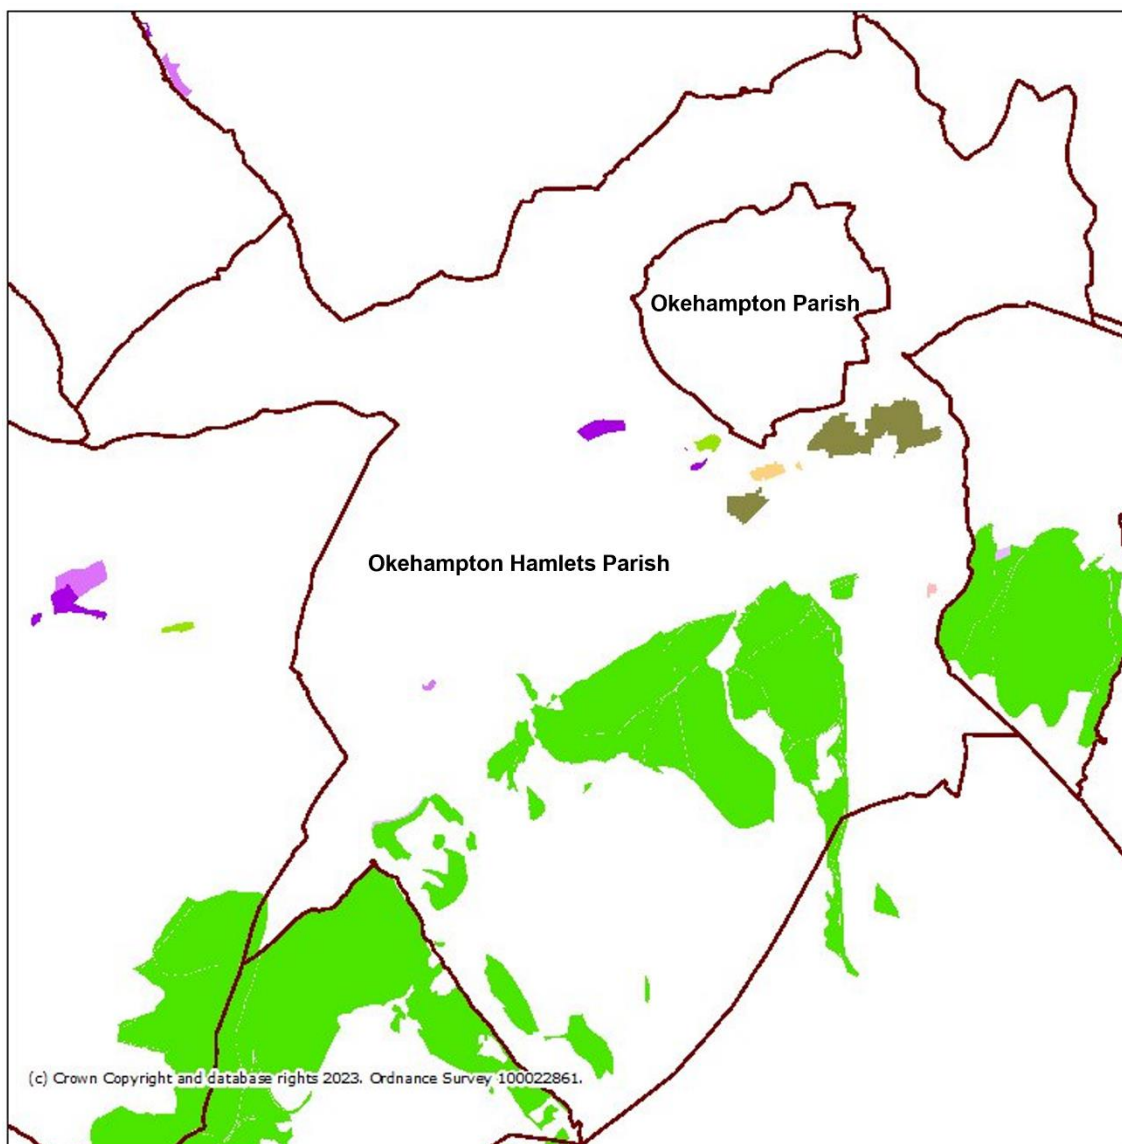 Okehampton Parish
Okehampton Hamlets Parish
(c) Crown Copyright and database rights 2023. Ordnance Survey 100022861.